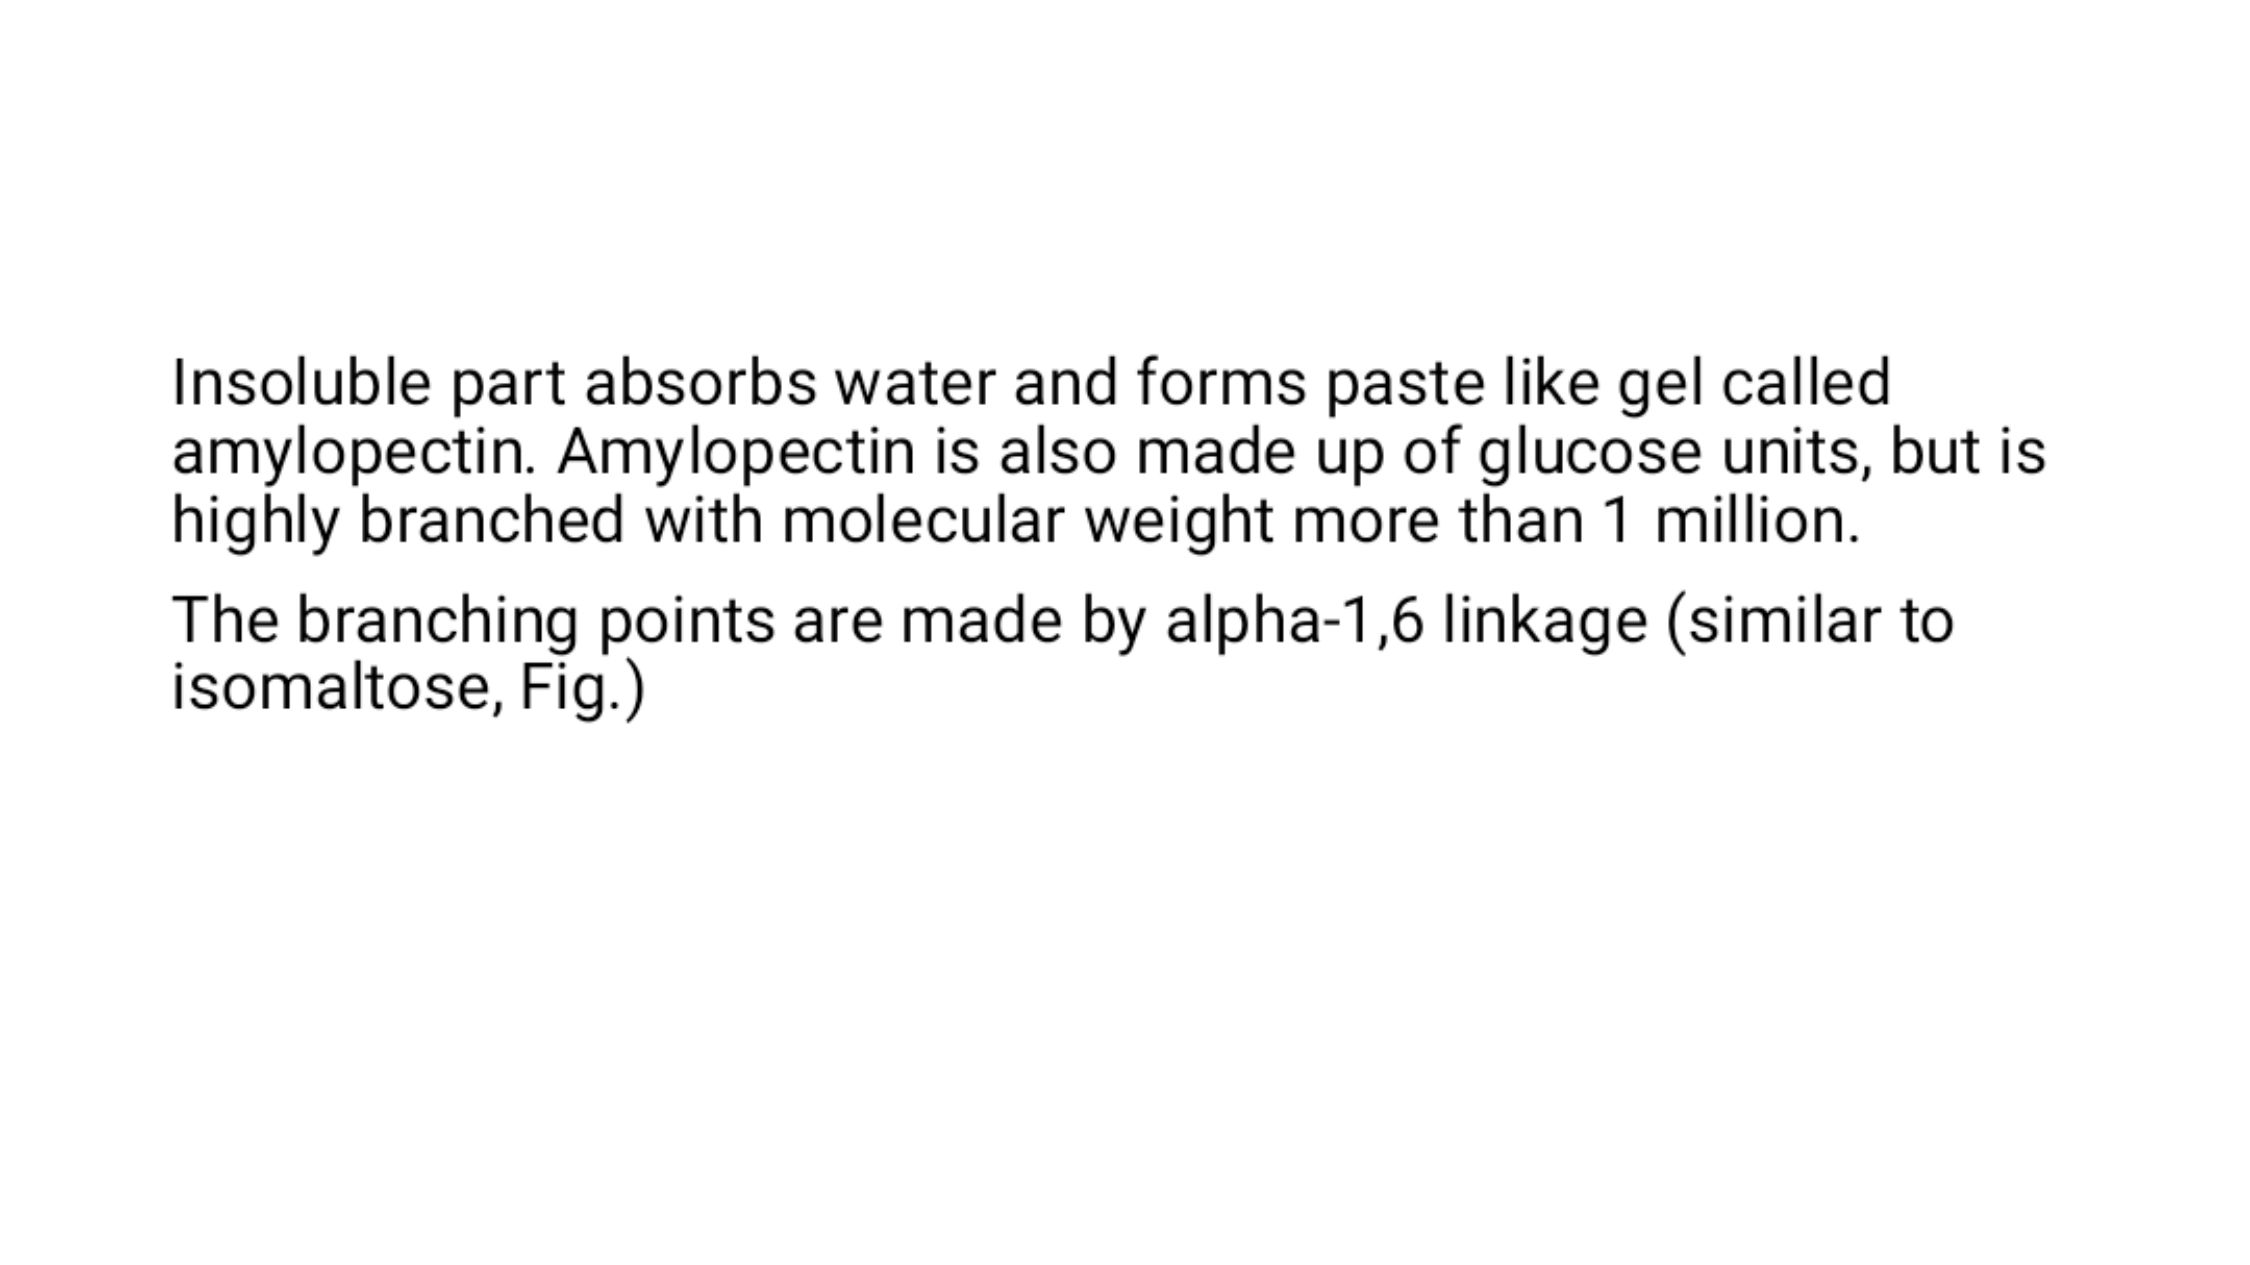 Insoluble part absorbs water and forms paste like gel called
amylopectin. Amylopectin is also made up of glucose units, but is
highly branched with molecular weight more than 1 million.
The branching points are made by alpha-1,6 linkage (similar to
isomaltose, Fig.)